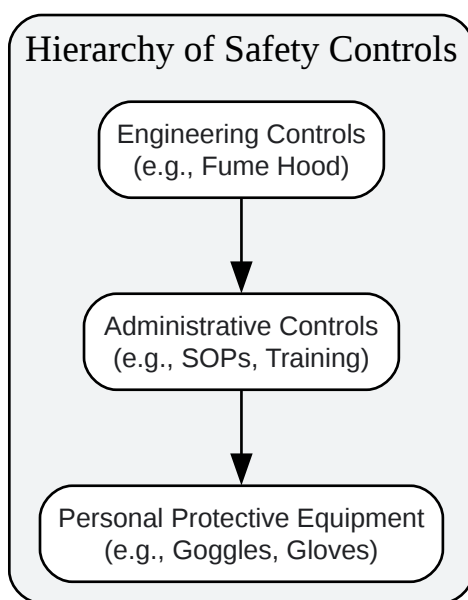 Hierarchy of Safety Controls
Engineering Controls
(e.g., Fume Hood)
Administrative Controls
(e.g., SOPs, Training)
Personal Protective Equipment
(e.g., Goggles, Gloves)